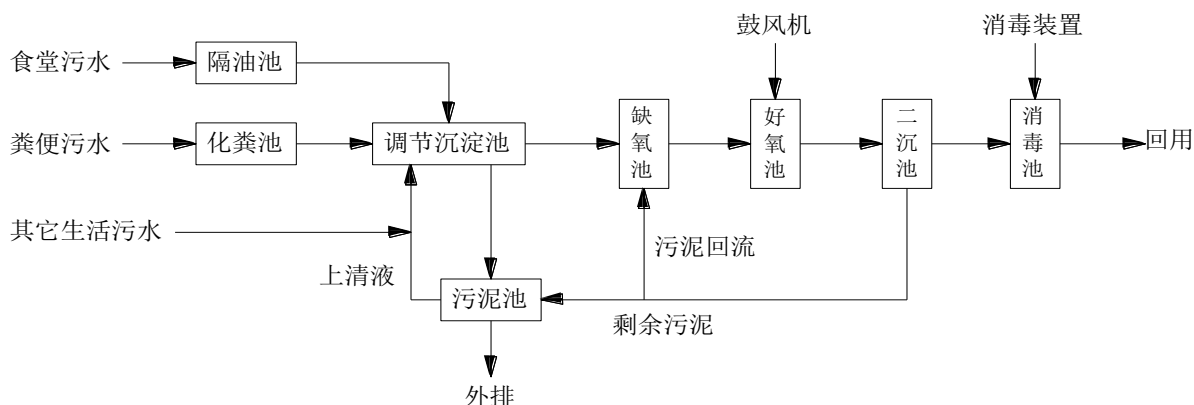 鼓风机
消毒装置
食堂污水
隔油池
粪便污水
化粪池
调节沉淀池
缺氧池
好氧池
二沉池
消毒池
回用
其它生活污水
上清液
污泥回流
污泥池
剩余污泥
外排